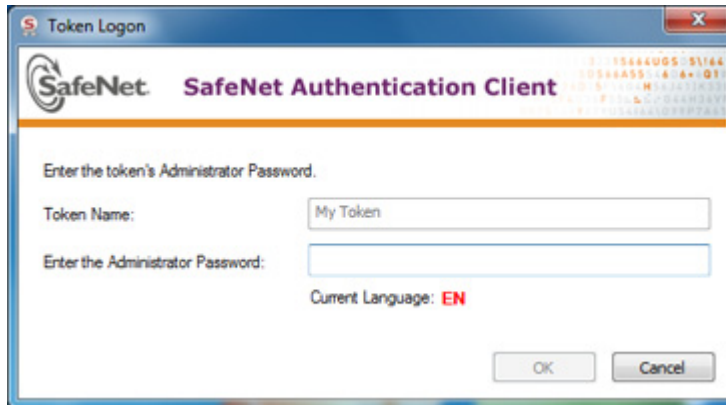 Token Logon
SafeNet. SafeNet Authentication Client
Enter the token's Administrator Password.
Token Name: My Token
Enter the Administrator Password:
Current Language: EN
OK Cancel